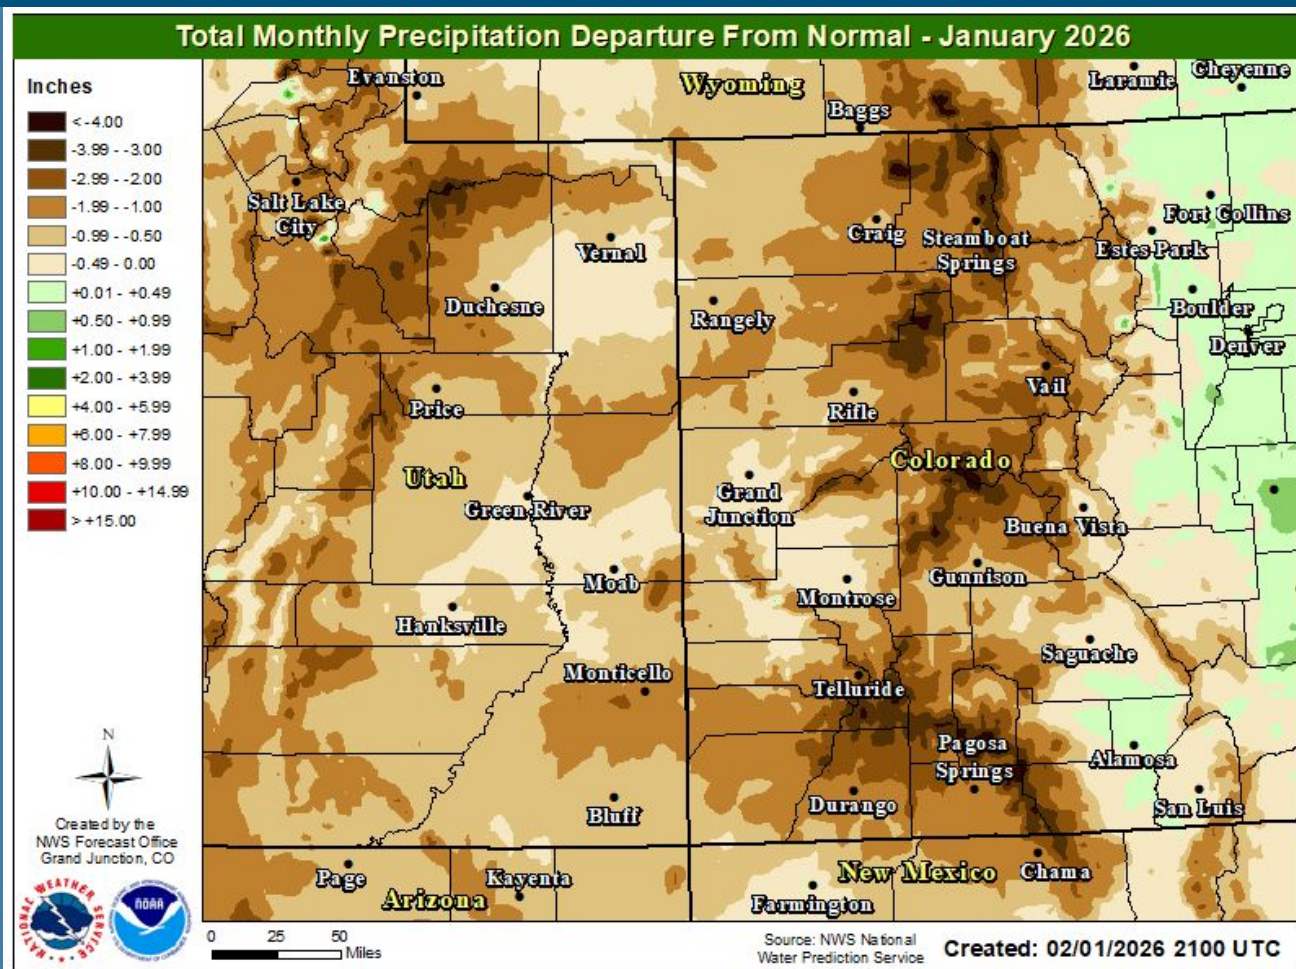 Total Monthly Precipitation Departure From Normal - January 2026
Inches
< -4.00
-3.99 - -3.00
-2.99 - -2.00
-1.99 - -1.00
-0.99 - -0.50
-0.49 - 0.00
+0.01 - +0.49
+0.50 - +0.99
+1.00 - +1.99
+2.00 - +3.99
+4.00 - +5.99
+6.00 - +7.99
+8.00 - +9.99
+10.00 - +14.99
> +15.00
Evanston
Wyoming
Laramie
Cheyenne
Baggs
Salt Lake
City
Vernal
Craig
Steamboat
Springs
Fort Collins
Estes Park
Duchesne
Rangely
Boulder
Denver
Price
Rifle
Vail
Utah
Colorado
Green River
Grand
Junction
Buena Vista
Moab
Montrose
Gunnison
Hanksville
Saguache
Monticello
Telluride
Pagosa
Springs
Alamosa
Bluff
Durango
San Luis
Page
Arizona
Kayenta
New Mexico
Chama
Farmington
N
Created by the
NWS Forecast Office
Grand Junction, CO
NATIONAL WEATHER SERVICE
NOAA
0 25 50
Miles
Source: NWS National
Water Prediction Service
Created: 02/01/2026 2100 UTC